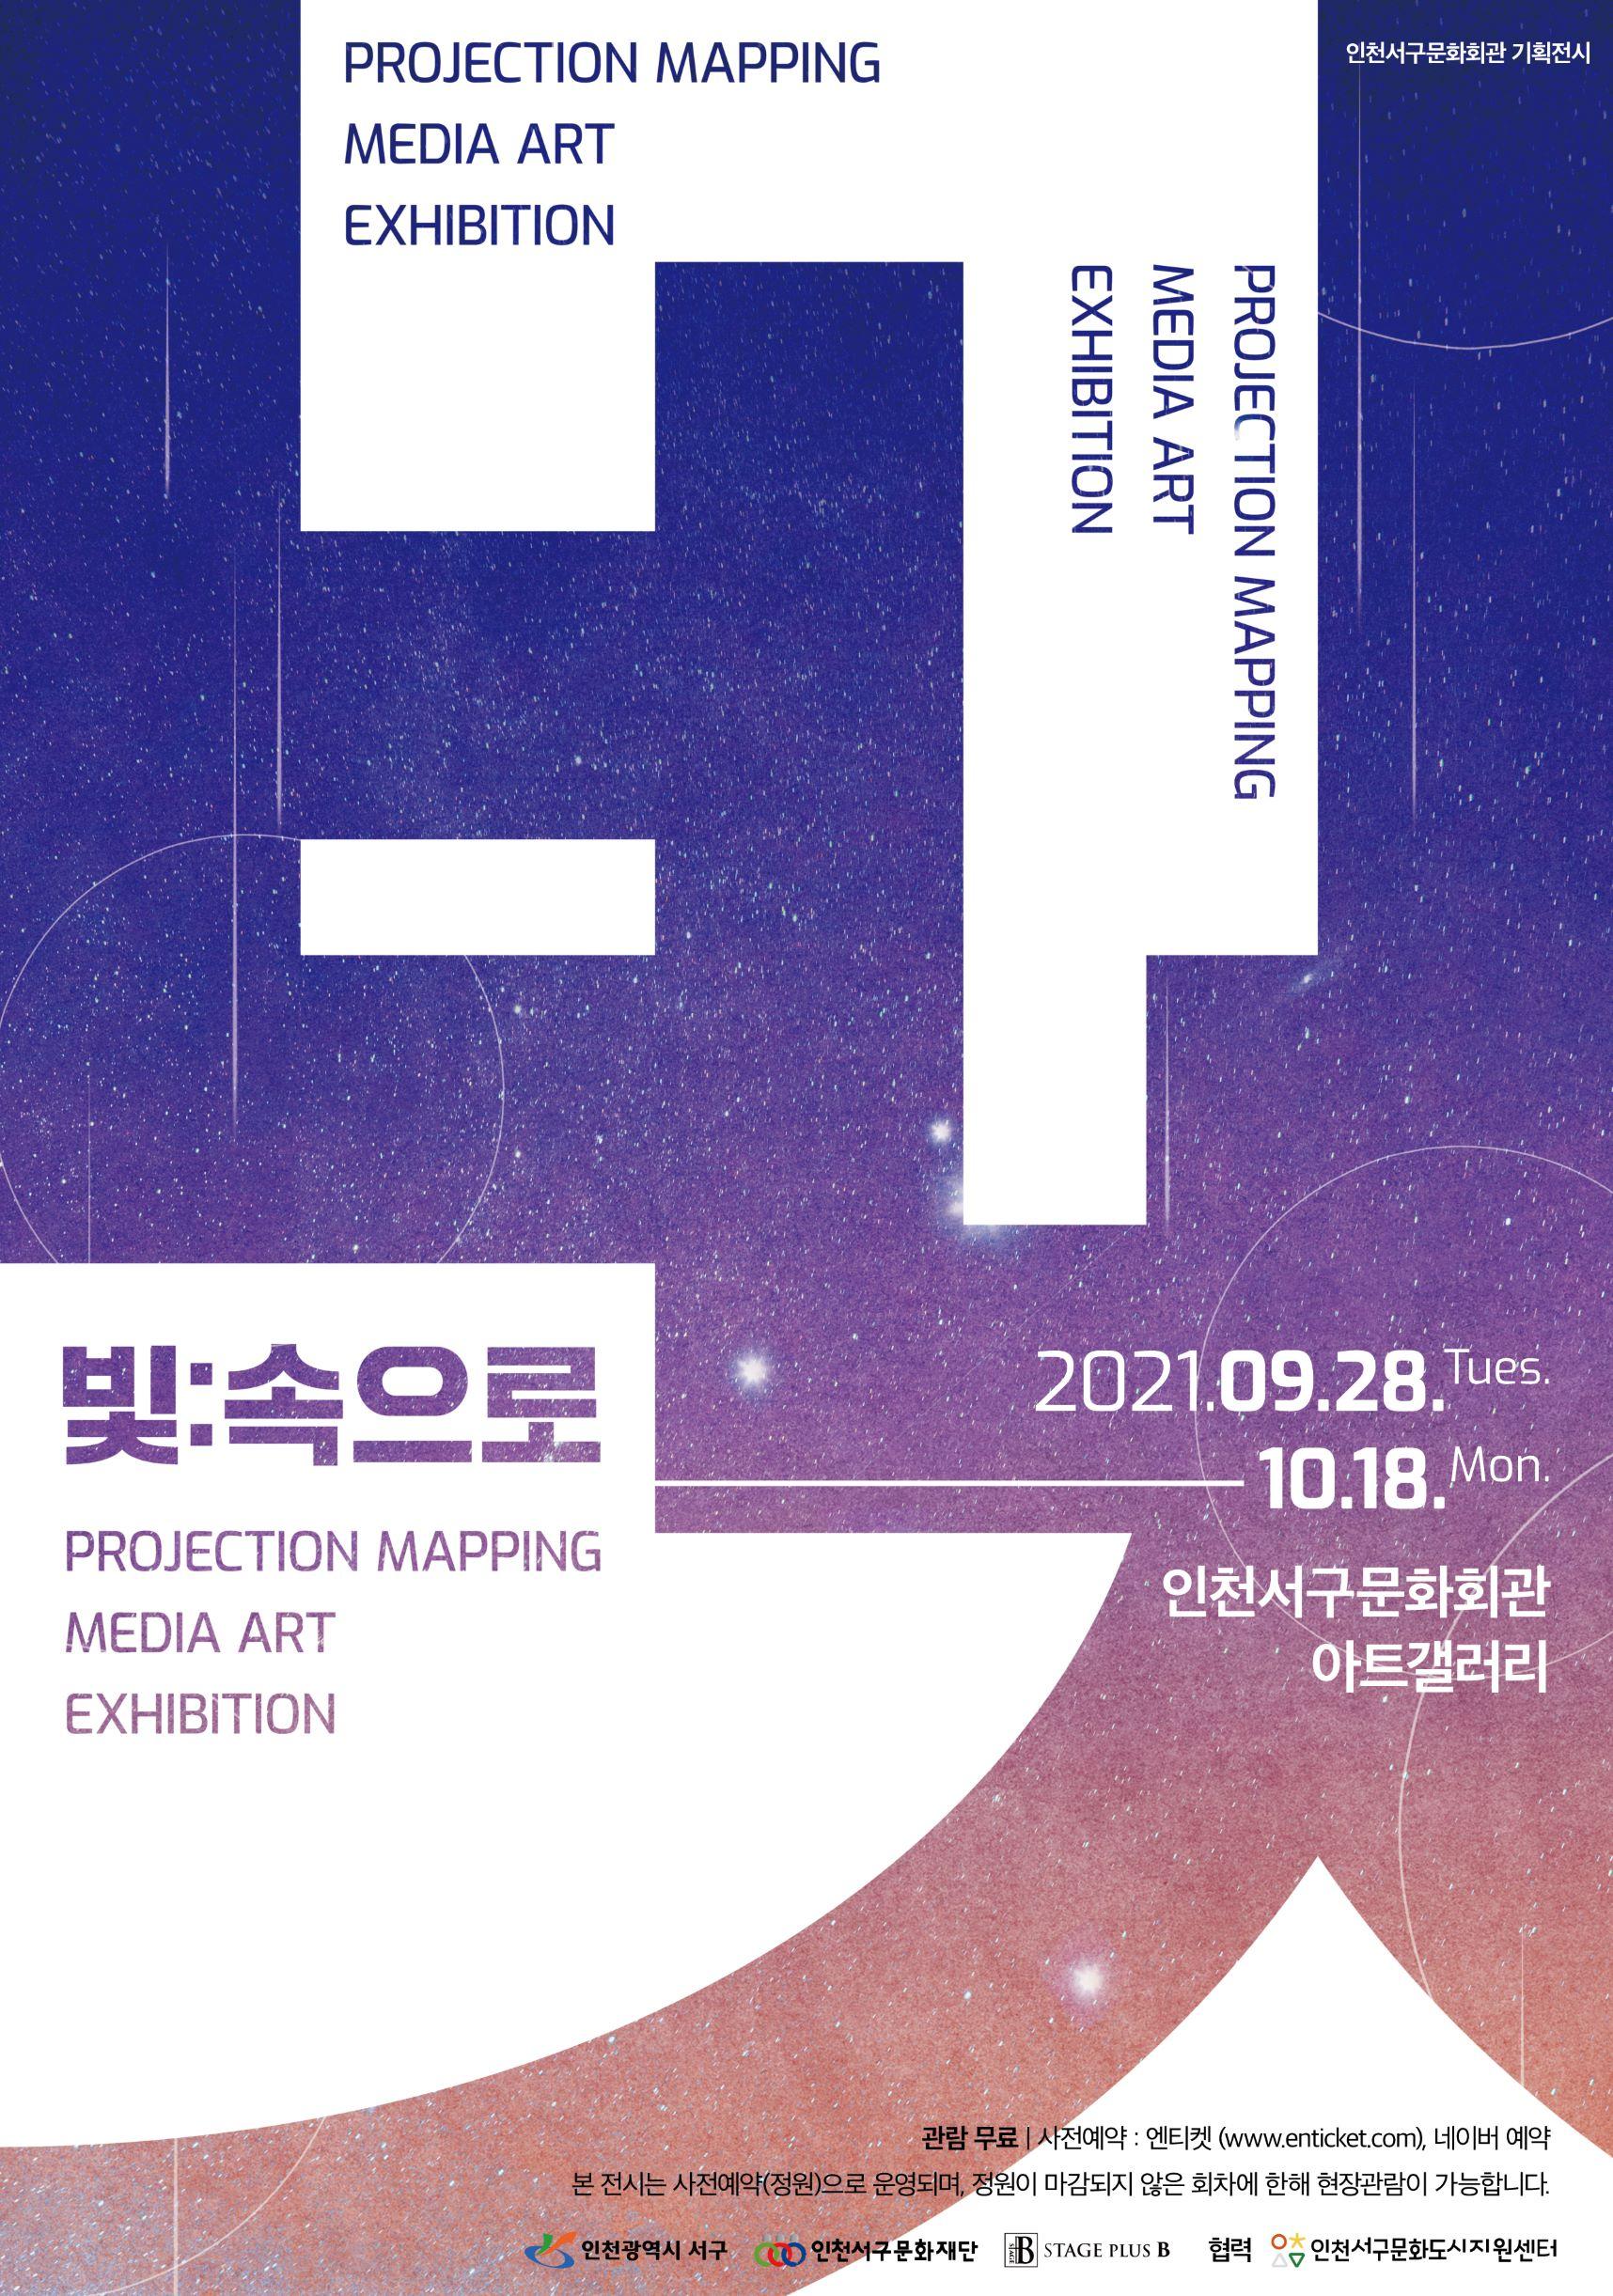 PROJECTION MAPPING
MEDIA ART
EXHIBITION
인천서구문화회관 기획전시
PROJECTION MAPPING
MEDIA ART
EXHIBITION
빛:속으로
PROJECTION MAPPING
MEDIA ART
EXHIBITION
2021.09.28.Tues.
10.18.Mon.
인천서구문화회관
아트갤러리
관람 무료 | 사전예약 : 엔티켓 (www.enticket.com), 네이버 예약
본 전시는 사전예약(정원)으로 운영되며, 정원이 마감되지 않은 회차에 한해 현장관람이 가능합니다.
인천광역시 서구 인천서구문화재단 STAGE B STAGE PLUS B 협력 인천서구문화도시지원센터